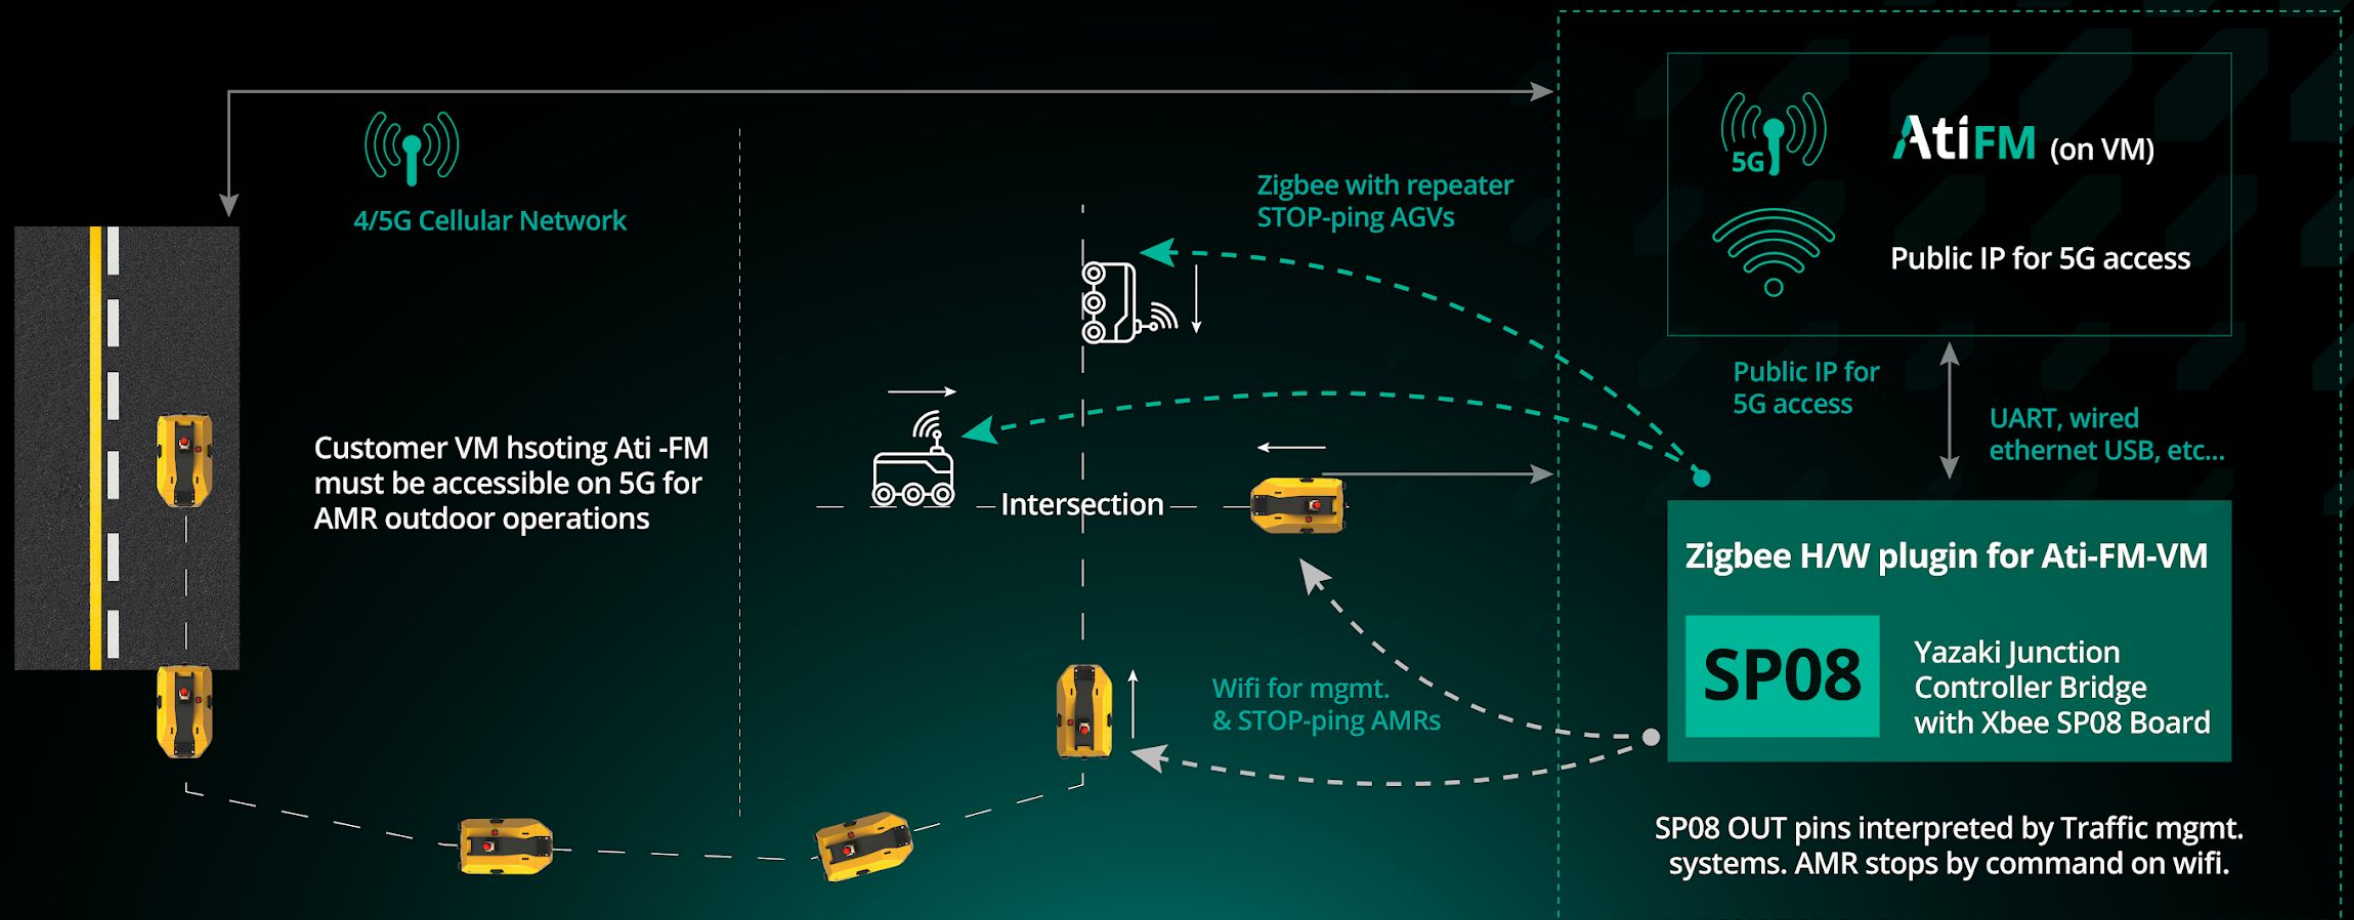 4/5G Cellular Network
Customer VM hsoting Ati -FM
must be accessible on 5G for
AMR outdoor operations
Zigbee with repeater
STOP-ping AGVs
Intersection
Wifi for mgmt.
& STOP-ping AMRs
5G
AtiFM (on VM)
Public IP for 5G access
Public IP for
5G access
UART, wired
ethernet USB, etc...
Zigbee H/W plugin for Ati-FM-VM
SP08
Yazaki Junction
Controller Bridge
with Xbee SP08 Board
SP08 OUT pins interpreted by Traffic mgmt.
systems. AMR stops by command on wifi.